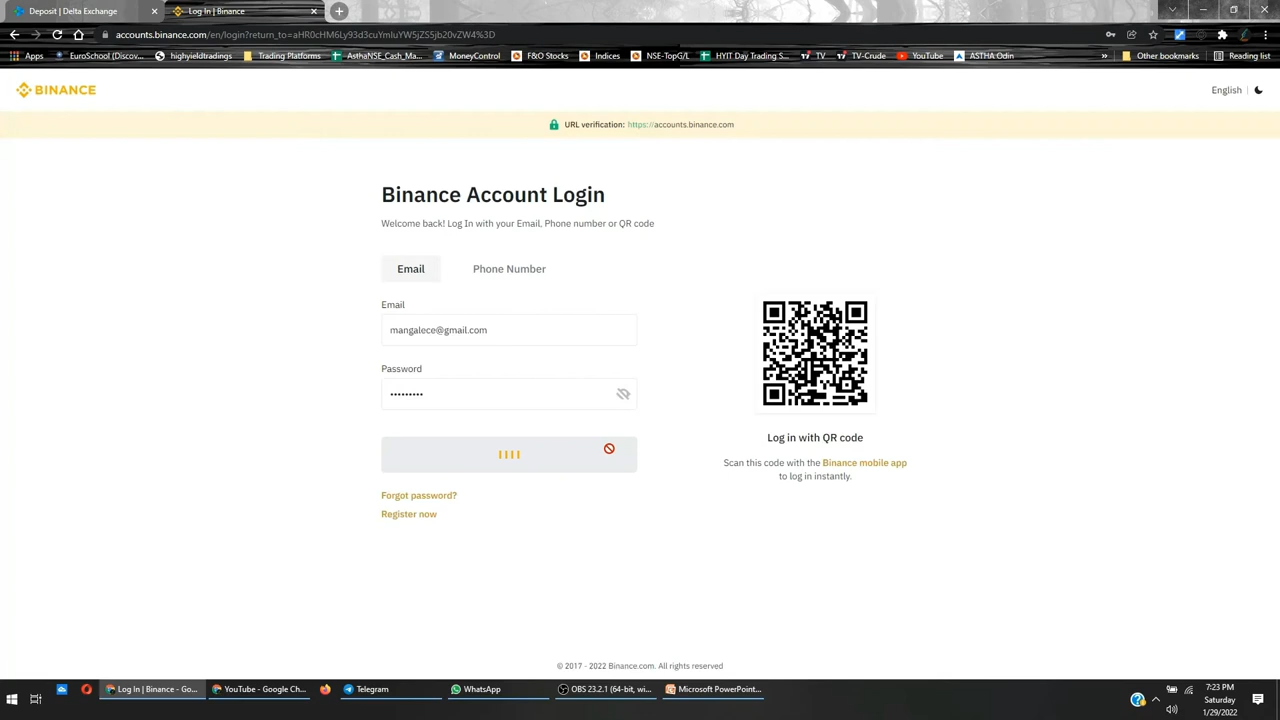 Deposit | Delta Exchange
Log In | Binance
accounts.binance.com/en/login?return_to=aHR0cHM6Ly93d3cuYmluYW5jZS5jb20vZW4%3D
Apps
EuroSchool (Discov...
highyieldtradings
Trading Platforms
AsthaNSE_Cash_Ma...
MoneyControl
F&O Stocks
Indices
NSE-TopG/L
HYIT Day Trading S...
TV
TV-Crude
YouTube
ASTHA Odin
»
Other bookmarks
Reading list
BINANCE
English
URL verification: https://accounts.binance.com
Binance Account Login
Welcome back! Log In with your Email, Phone number or QR code
Email
Phone Number
Email
mangalece@gmail.com
Password
•••••••••
Forgot password?
Register now
Log in with QR code
Scan this code with the Binance mobile app
to log in instantly.
© 2017 - 2022 Binance.com. All rights reserved
Log In | Binance - Go...
YouTube - Google Ch...
Telegram
WhatsApp
OBS 23.2.1 (64-bit, wi...
Microsoft PowerPoint...
7:23 PM
Saturday
1/29/2022